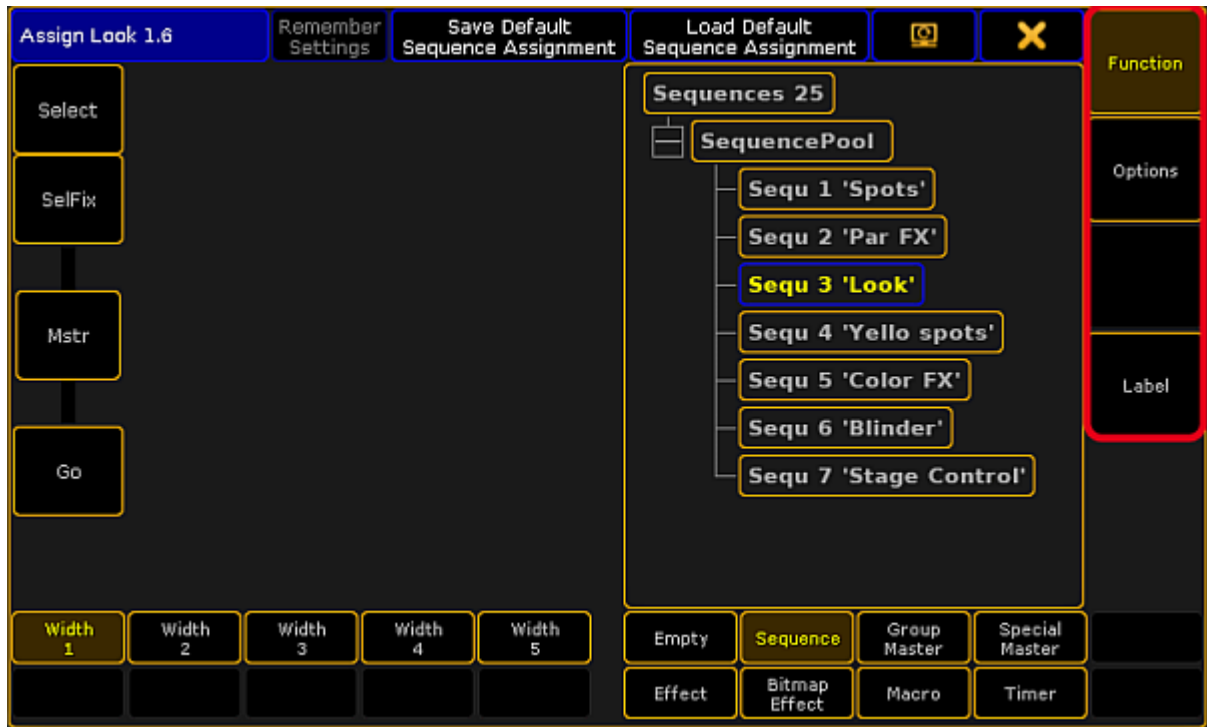 Assign Look 1.6
Remember
Settings
Save Default
Sequence Assignment
Load Default
Sequence Assignment
Function
Select
Sequences 25
SequencePool
Options
SelFix
Sequ 1 'Spots'
Sequ 2 'Par FX'
Sequ 3 'Look'
Mstr
Sequ 4 'Yello spots'
Sequ 5 'Color FX'
Label
Sequ 6 'Blinder'
Go
Sequ 7 'Stage Control'
Width
1
Width
2
Width
3
Width
4
Width
5
Empty
Sequence
Group
Master
Special
Master
Effect
Bitmap
Effect
Macro
Timer